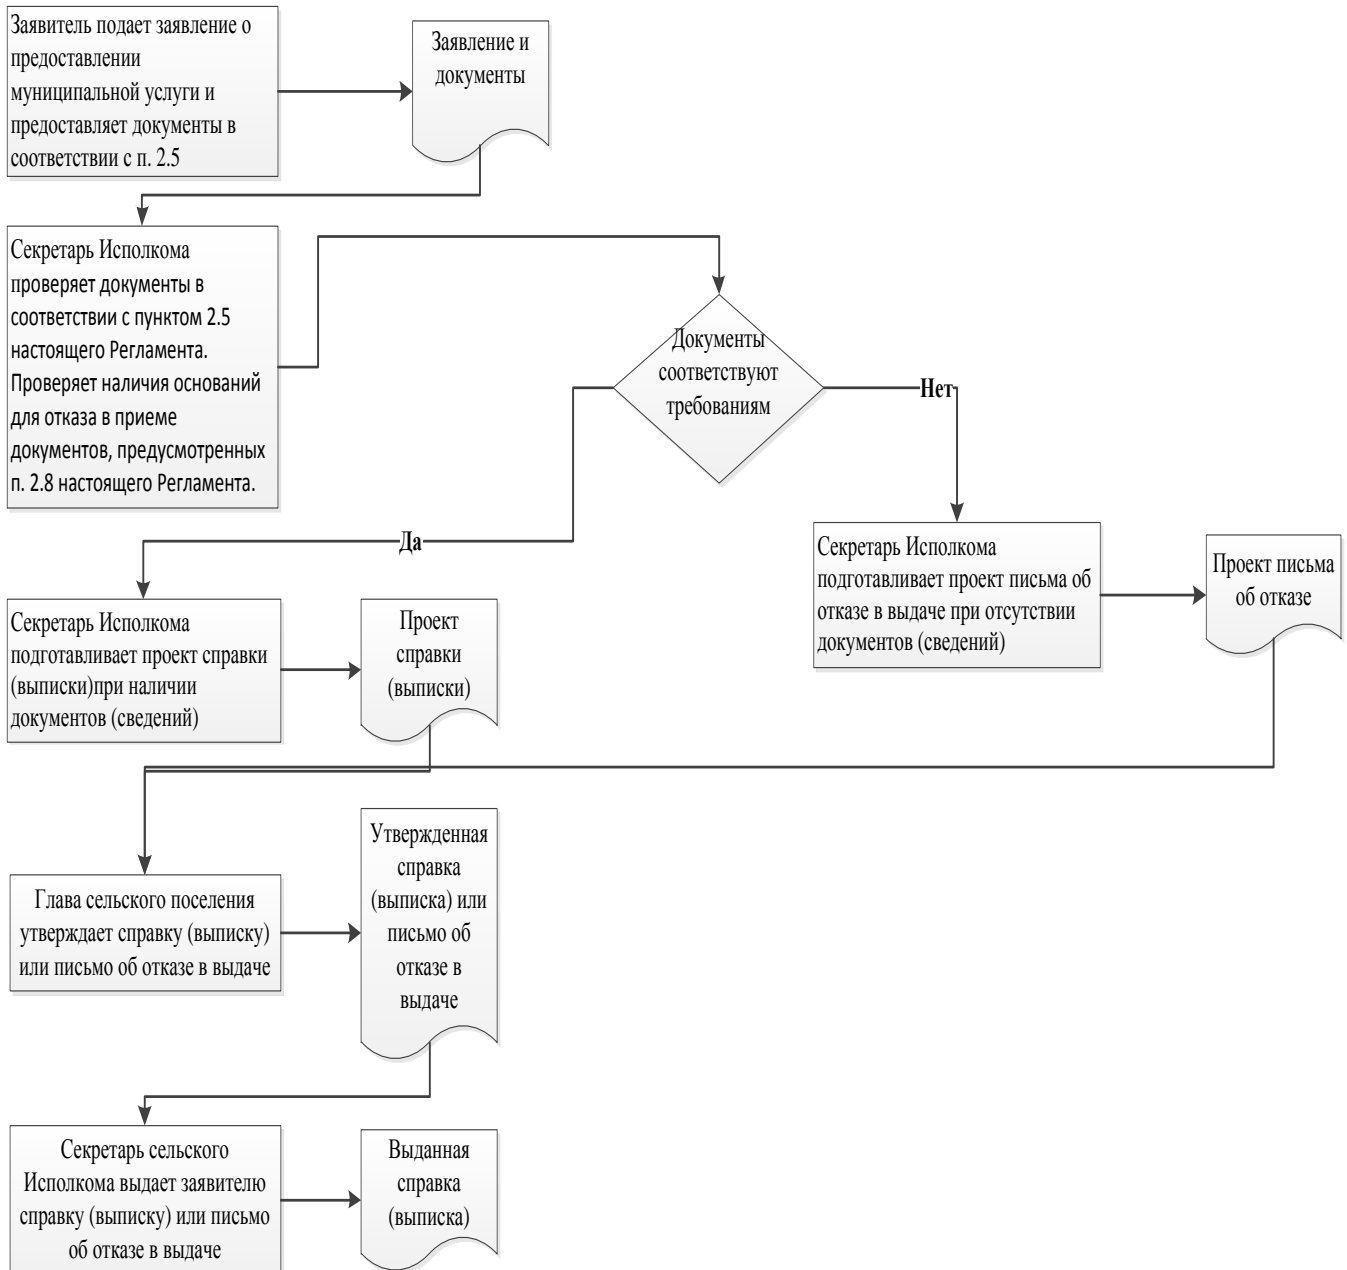 Заявитель подает заявление о
предоставлении
муниципальной услуги и
предоставляет документы в
соответствии с п. 2.5
Заявление и
документы
Секретарь Исполкома
проверяет документы в
соответствии с пунктом 2.5
настоящего Регламента.
Проверяет наличия оснований
для отказа в приеме
документов, предусмотренных
п. 2.8 настоящего Регламента.
Документы
соответствуют
требованиям
Нет
Да
Секретарь Исполкома
подготавливает проект письма об
отказе в выдаче при отсутствии
документов (сведений)
Проект письма
об отказе
Секретарь Исполкома
подготавливает проект справки
(выписки)при наличии
документов (сведений)
Проект
справки
(выписки)
Глава сельского поселения
утверждает справку (выписку)
или письмо об отказе в выдаче
Утвержденная
справка
(выписка) или
письмо об
отказе в
выдаче
Секретарь сельского
Исполкома выдает заявителю
справку (выписку) или письмо
об отказе в выдаче
Выданная
справка
(выписка)